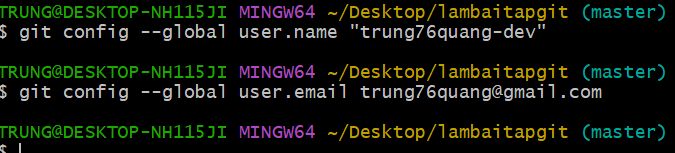 TRUNG@DESKTOP-NH115JI MINGW64 ~/Desktop/lambaitapgit (master)
$ git config --global user.name "trung76quang-dev"
TRUNG@DESKTOP-NH115JI MINGW64 ~/Desktop/lambaitapgit (master)
$ git config --global user.email trung76quang@gmail.com
TRUNG@DESKTOP-NH115JI MINGW64 ~/Desktop/lambaitapgit (master)
$